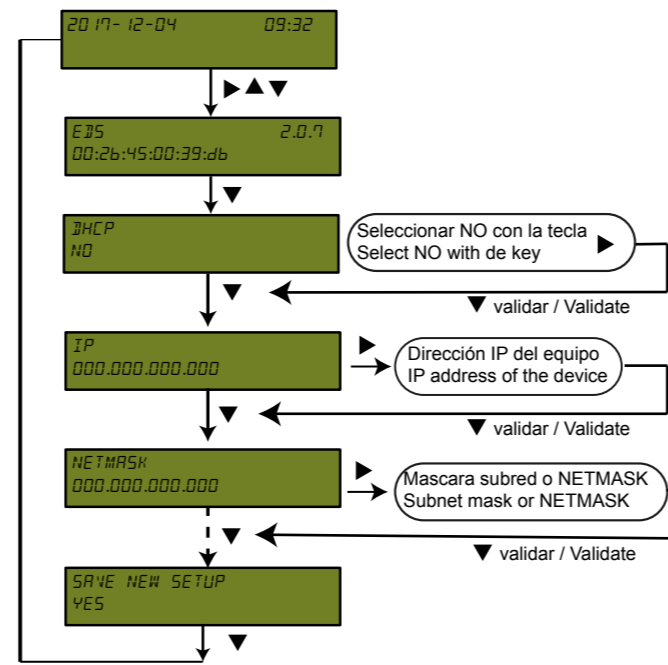 2017-12-04 09:32
EDS 2.0.7
00:2b:45:00:39:db
DHCP
NO
Seleccionar NO con la tecla
Select NO with de key
validar / Validate
IP
000.000.000.000
Dirección IP del equipo
IP address of the device
validar / Validate
NETMASK
000.000.000.000
Mascara subred o NETMASK
Subnet mask or NETMASK
validar / Validate
SAVE NEW SETUP
YES